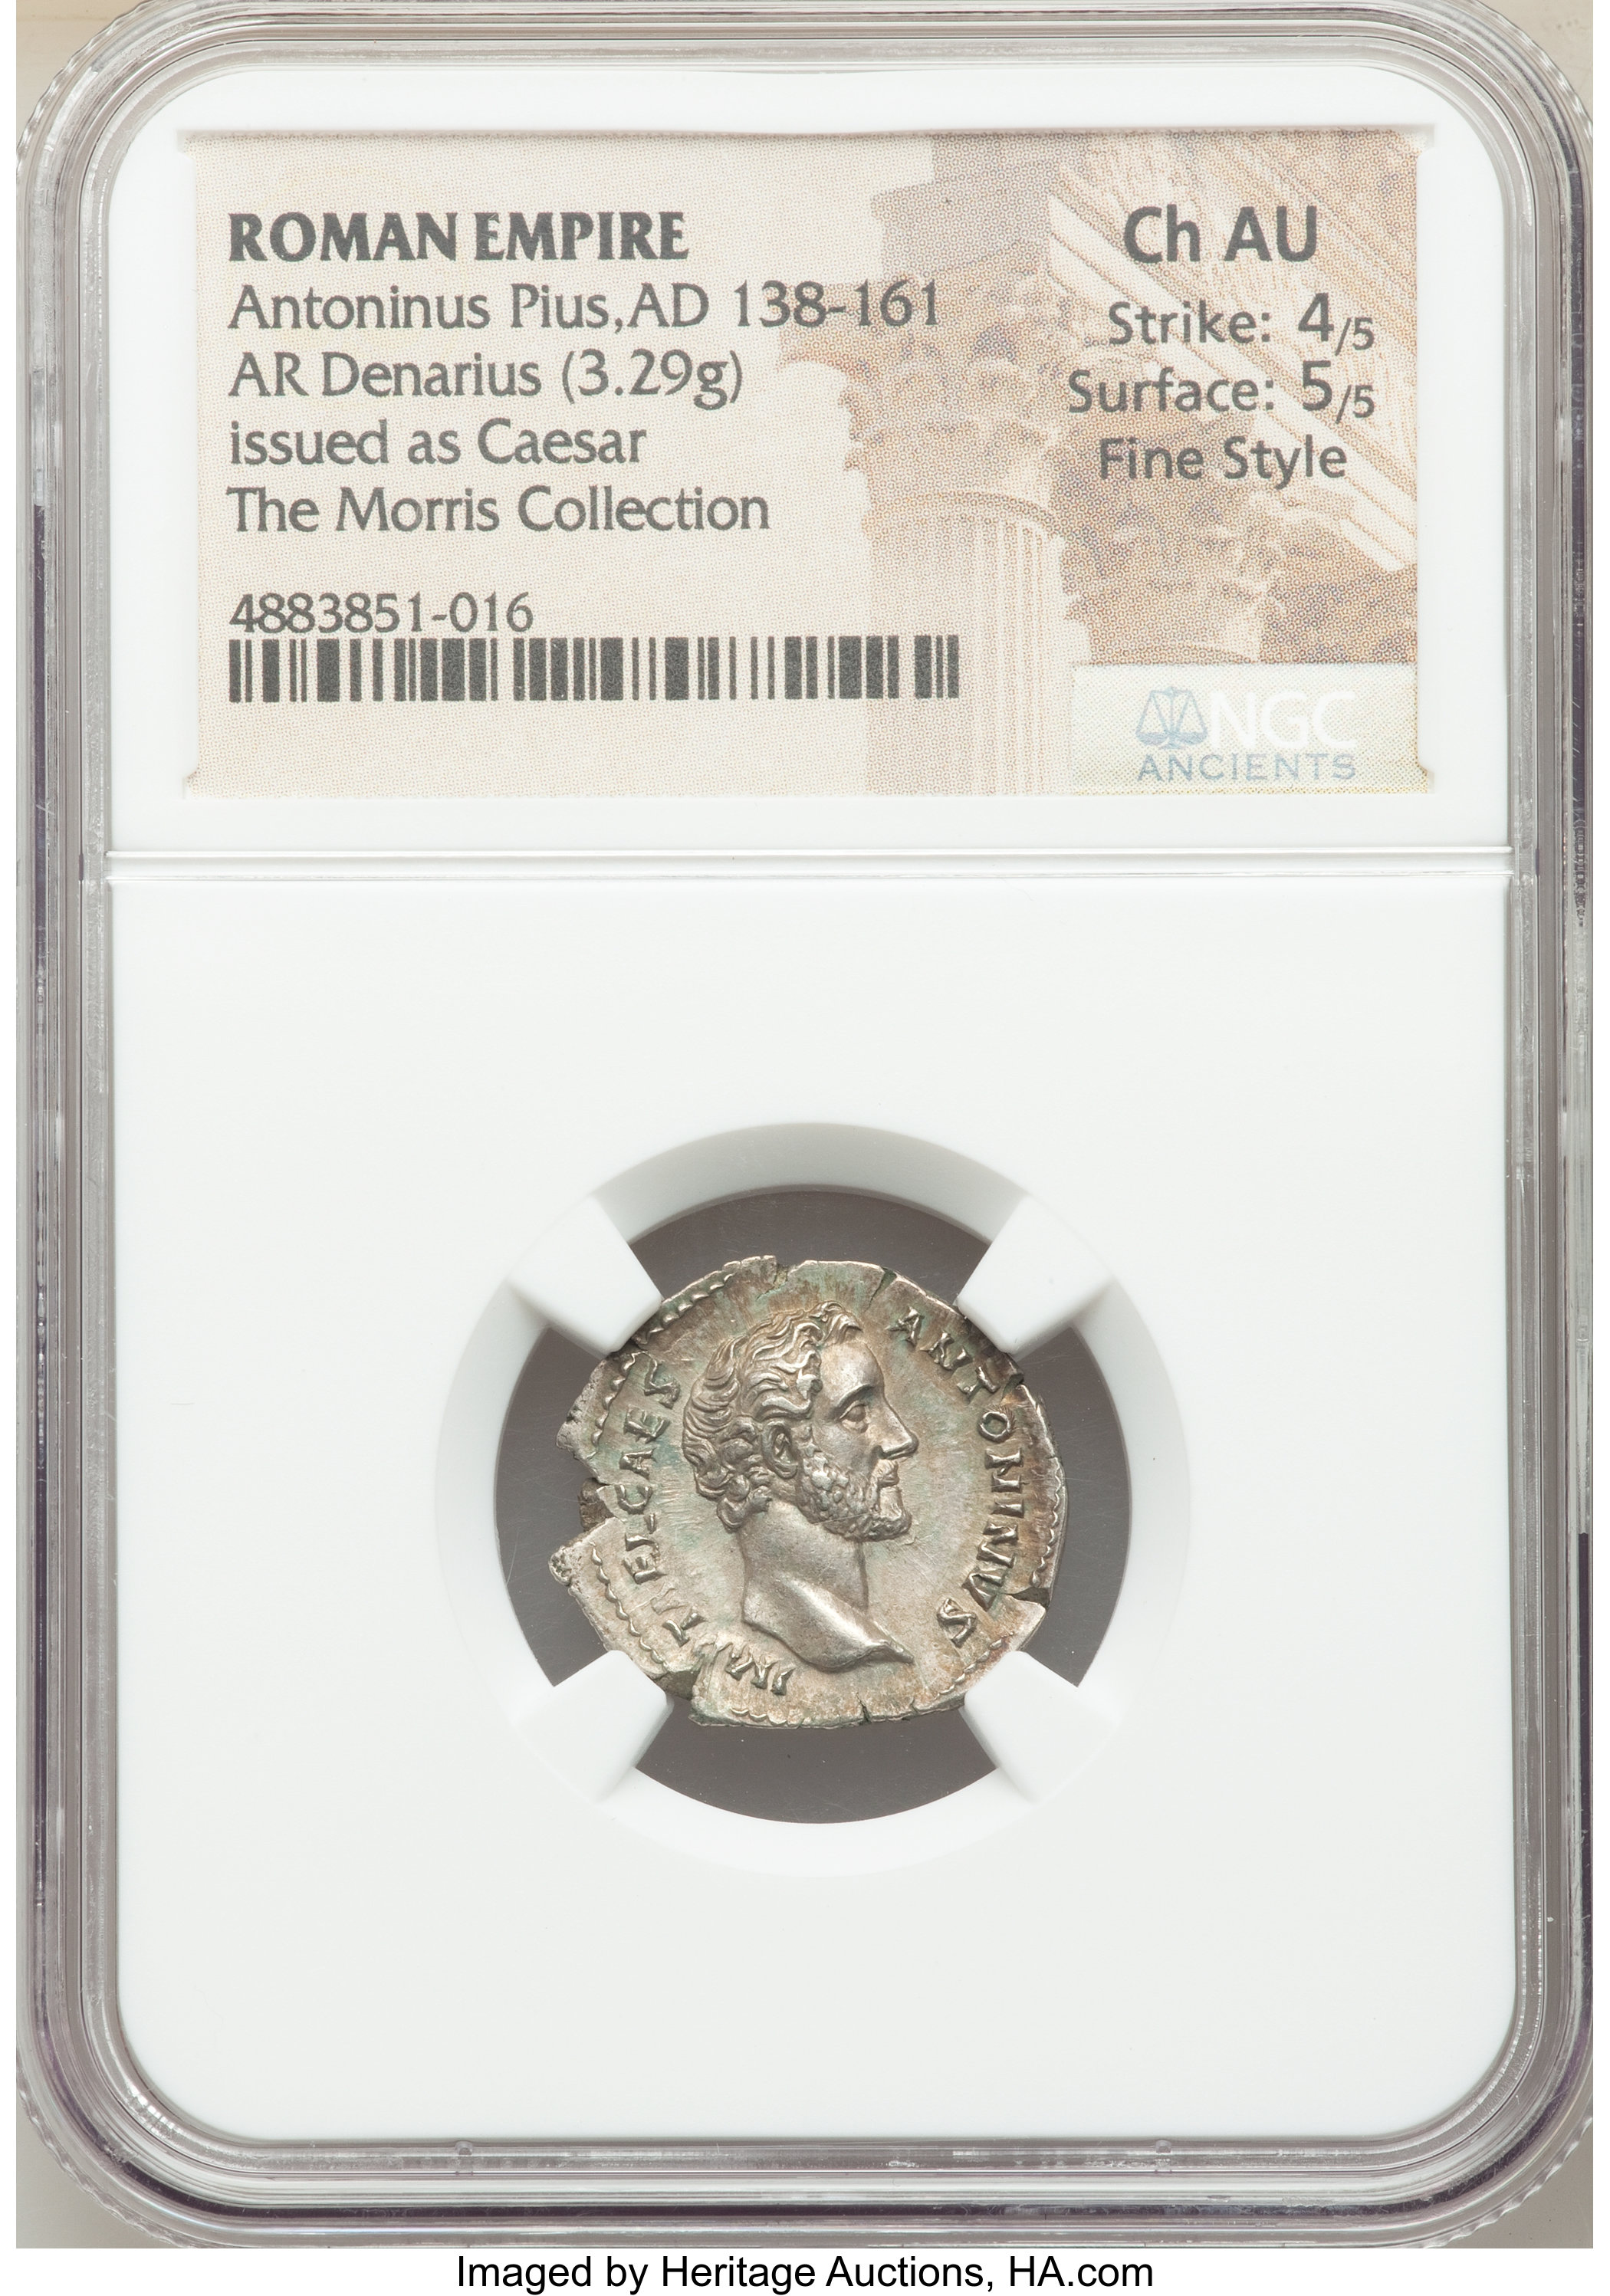 ROMAN EMPIRE
Antoninus Pius, AD 138-161
AR Denarius (3.29g)
issued as Caesar
The Morris Collection
4883851-016
Ch AU
Strike: 4/5
Surface: 5/5
Fine Style
NGC
ANCIENTS
IMP T AEL CAES
ANTONINVS
Imaged by Heritage Auctions, HA.com